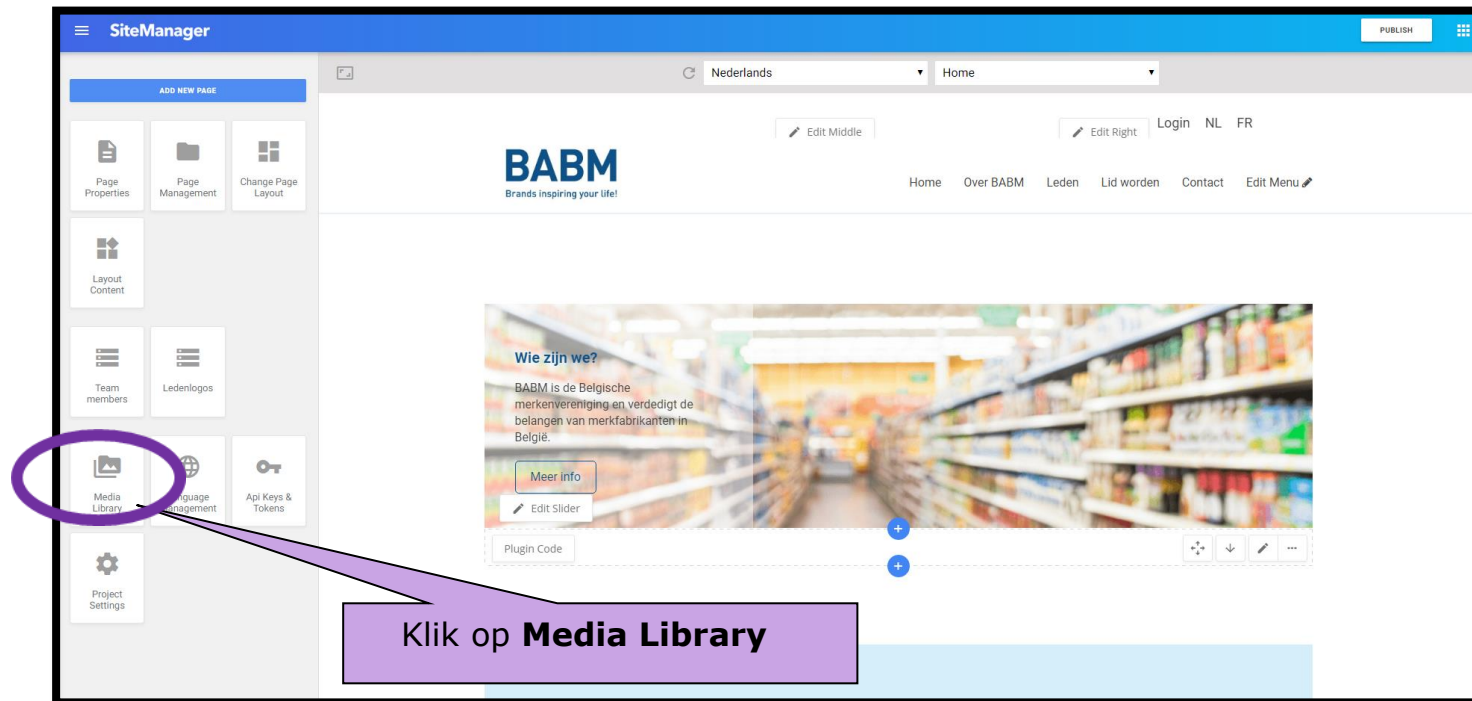 SiteManager
PUBLISH
ADD NEW PAGE
Nederlands
Home
Page
Properties
Page
Management
Change Page
Layout
Layout
Content
Team
members
Ledenlogos
Media
Library
nguage
anagement
Api Keys &
Tokens
Project
Settings
Edit Middle
Edit Right
Login NL FR
BABM
Brands inspiring your life!
Home Over BABM Leden Lid worden Contact Edit Menu
Wie zijn we?
BABM is de Belgische
merkenvereniging en verdedigt de
belangen van merkfabrikanten in
België.
Meer info
Edit Slider
Plugin Code
Klik op Media Library